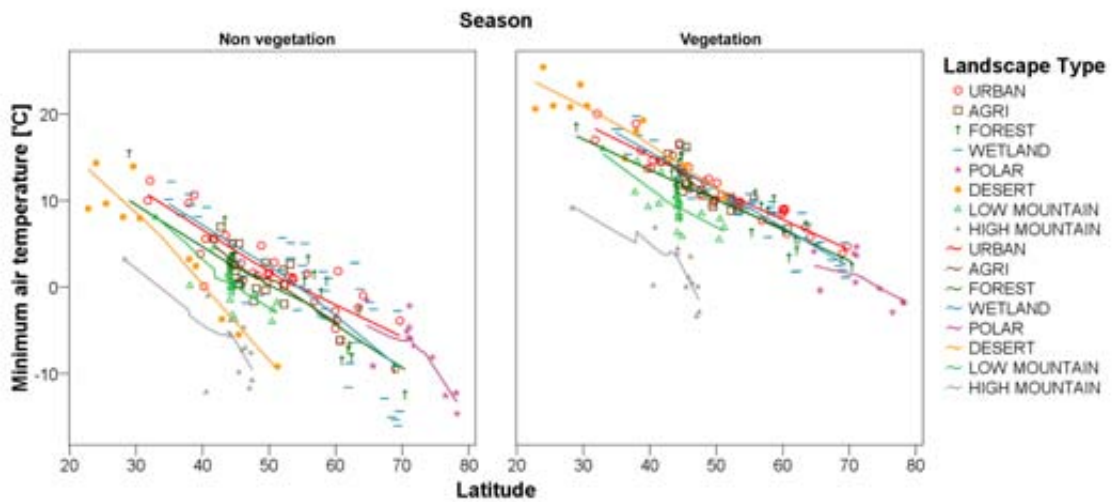 Season
Non vegetation
Vegetation
Minimum air temperature [°C]
20
10
0
-10
20
30
40
50
60
70
80
20
30
40
50
60
70
80
Latitude
Landscape Type
URBAN
AGRI
FOREST
WETLAND
POLAR
DESERT
LOW MOUNTAIN
HIGH MOUNTAIN
URBAN
AGRI
FOREST
WETLAND
POLAR
DESERT
LOW MOUNTAIN
HIGH MOUNTAIN